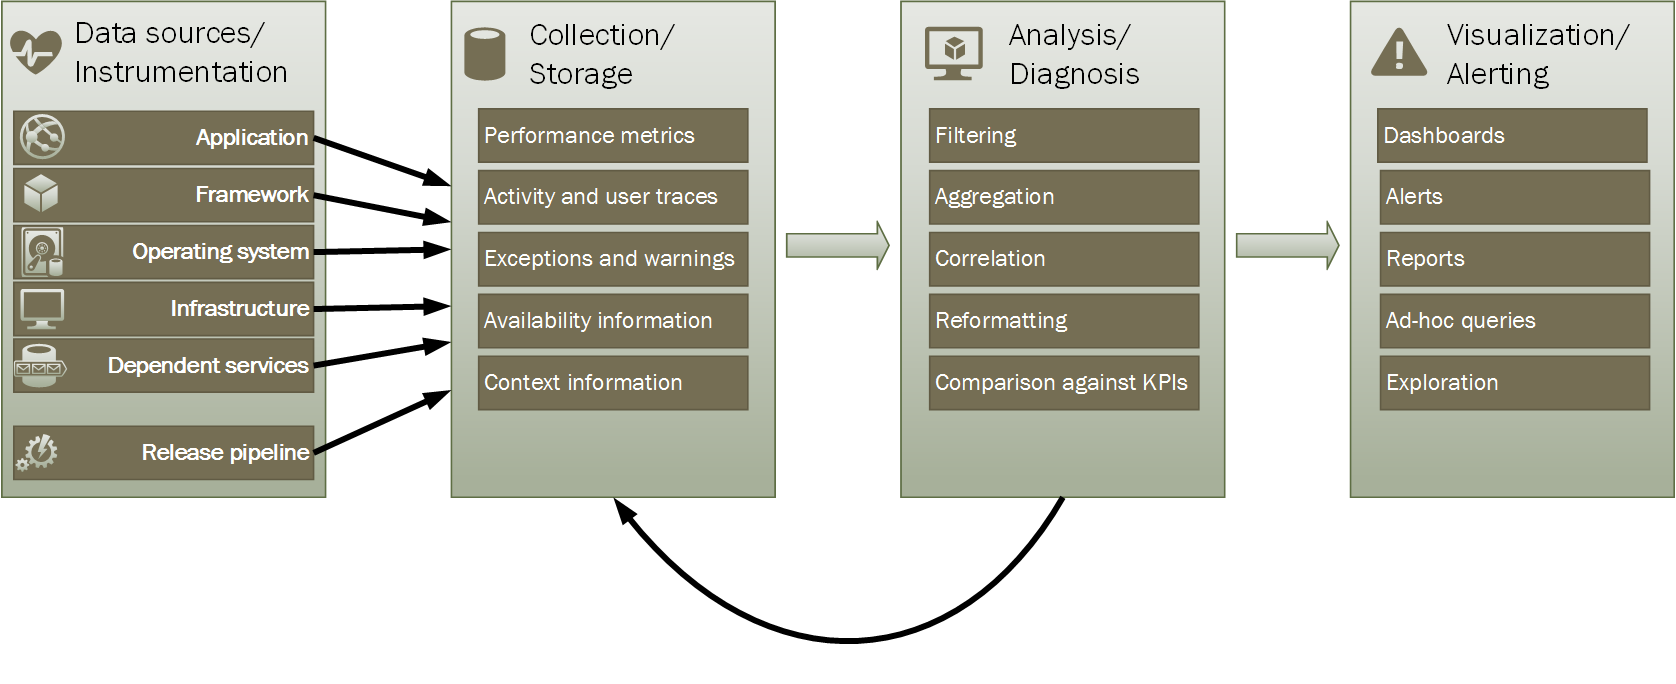 Data sources/
Instrumentation
Application
Framework
Operating system
Infrastructure
Dependent services
Release pipeline
Collection/
Storage
Performance metrics
Activity and user traces
Exceptions and warnings
Availability information
Context information
Analysis/
Diagnosis
Filtering
Aggregation
Correlation
Reformatting
Comparison against KPIs
Visualization/
Alerting
Dashboards
Alerts
Reports
Ad-hoc queries
Exploration